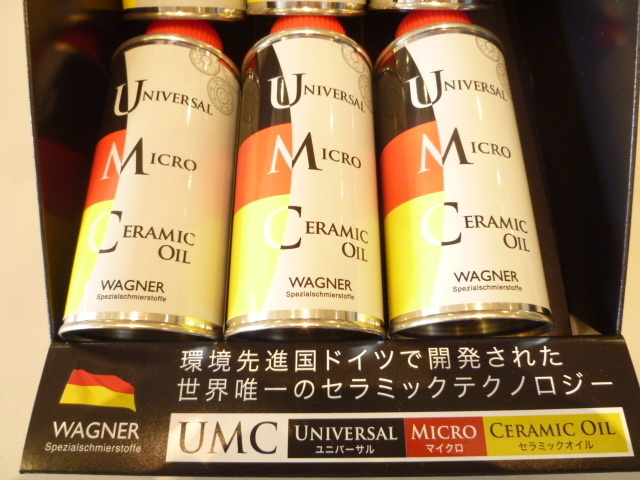 UNIVERSAL
MICRO
CERAMIC
OIL
WAGNER
Spezialschmierstoffe
UNIVERSAL
MICRO
CERAMIC
OIL
WAGNER
Spezialschmierstoffe
UNIVERSAL
MICRO
CERAMIC
OIL
WAGNER
Spezialschmierstoffe
環境先進国ドイツで開発された
世界唯一のセラミックテクノロジー
WAGNER
Spezialschmierstoffe
UMC UNIVERSAL MICRO CERAMIC OIL
ユニバーサル マイクロ セラミックオイル